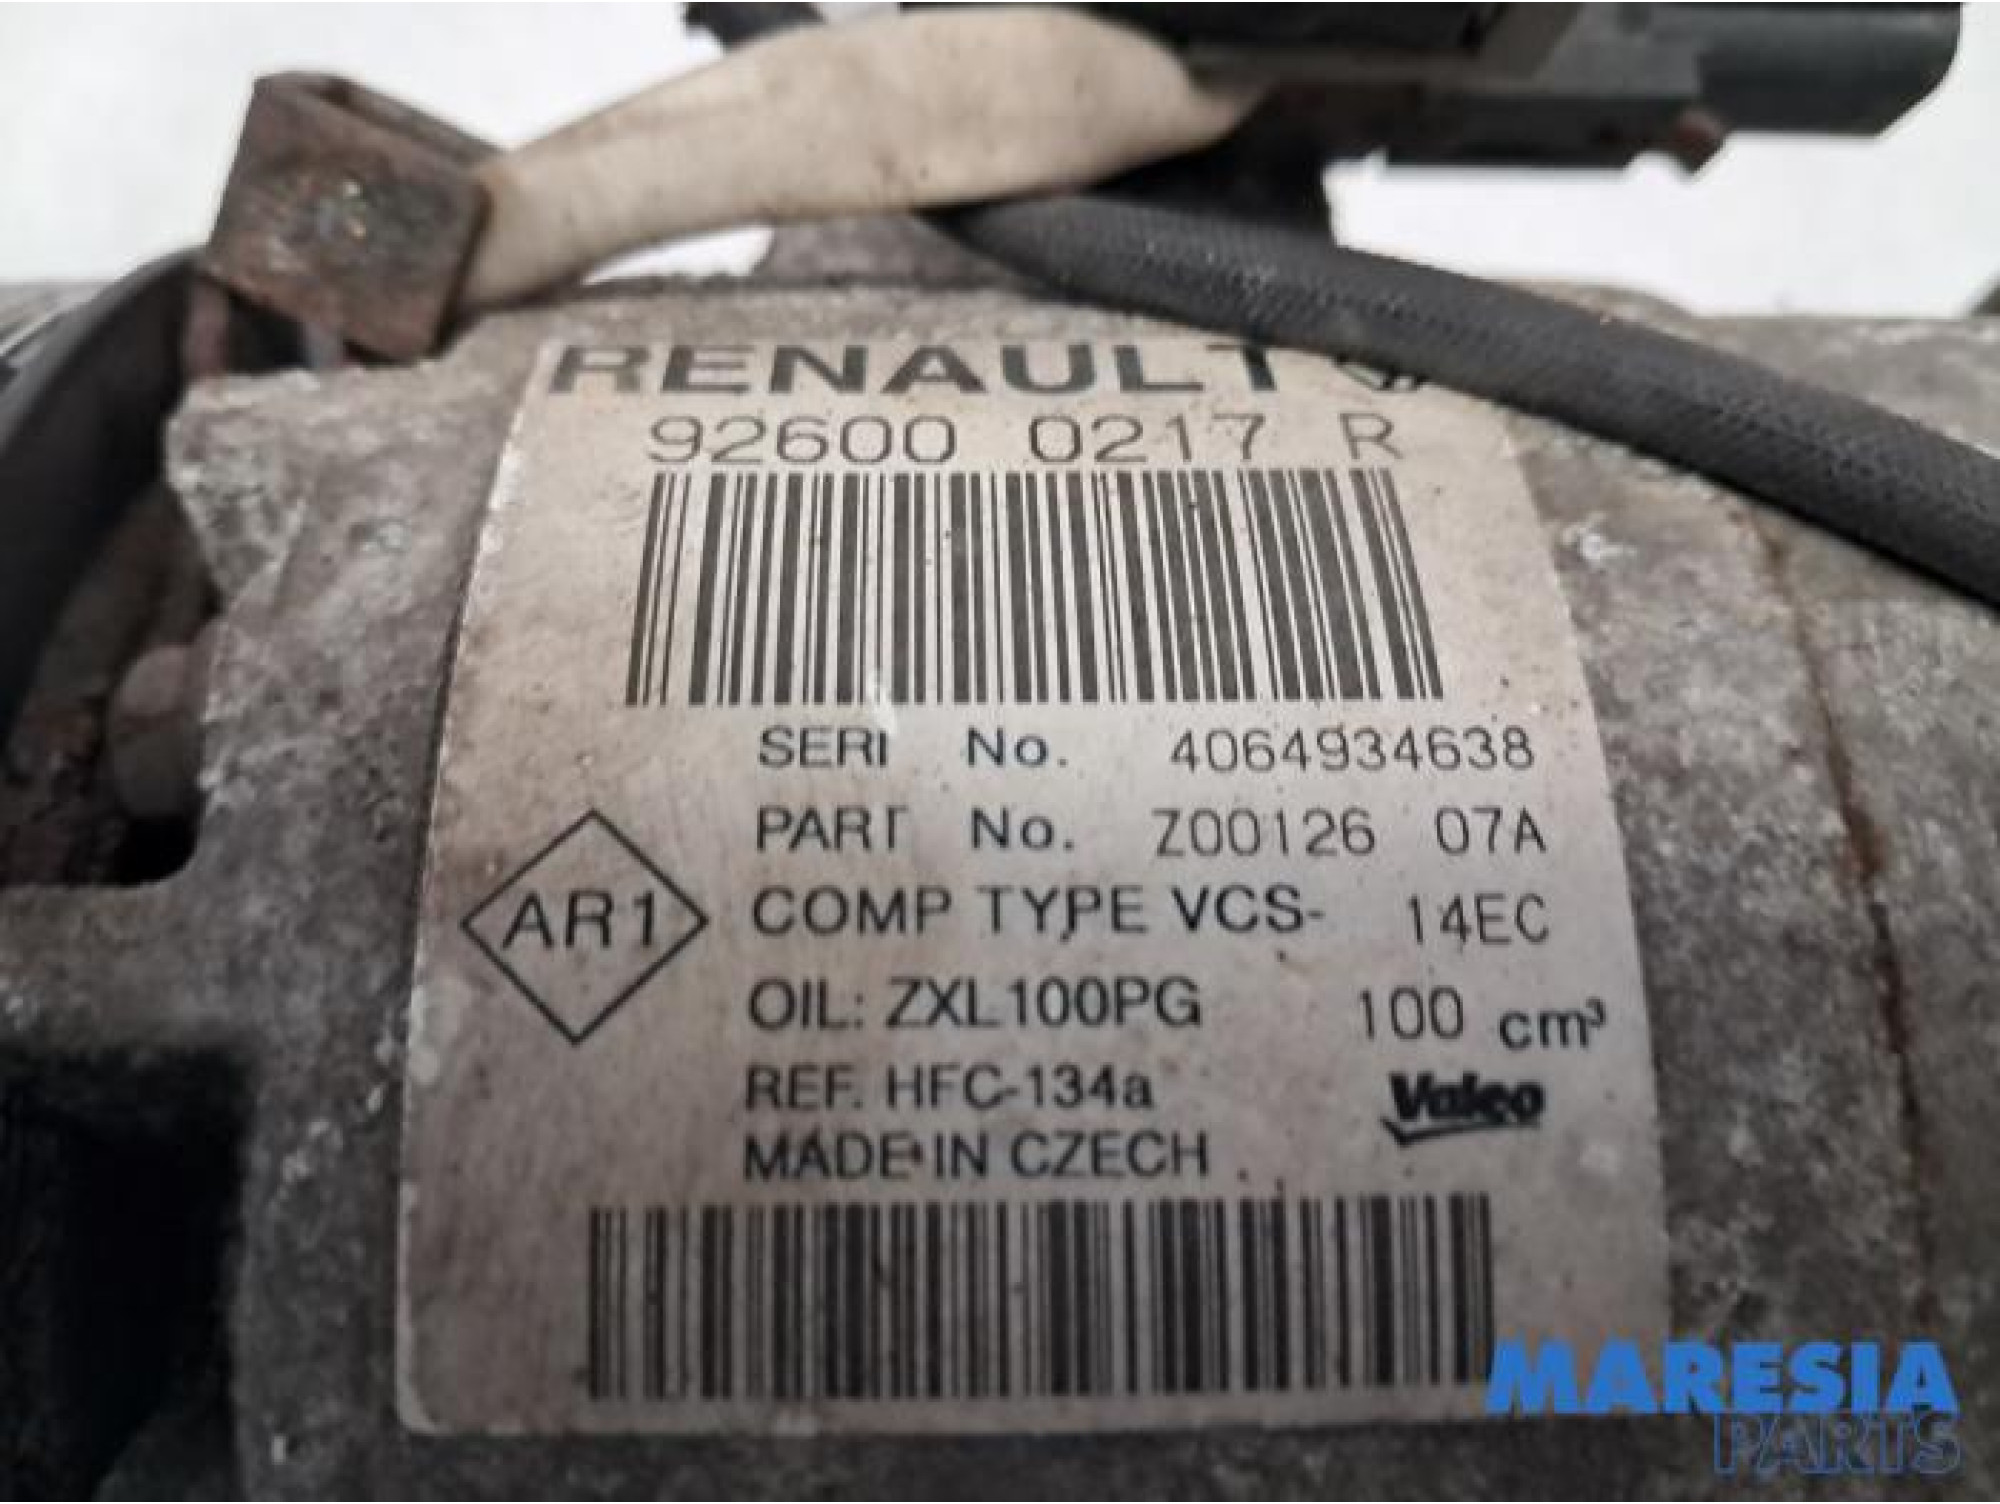 RENAULT
92600 0217 R
SERI No. 4064934638
PART No. Z00126 07A
AR1
COMP TYPE VCS- 14EC
OIL: ZXL100PG 100 cm³
REF. HFC-134a
Valeo
MADE IN CZECH
MARESIA
PARTS